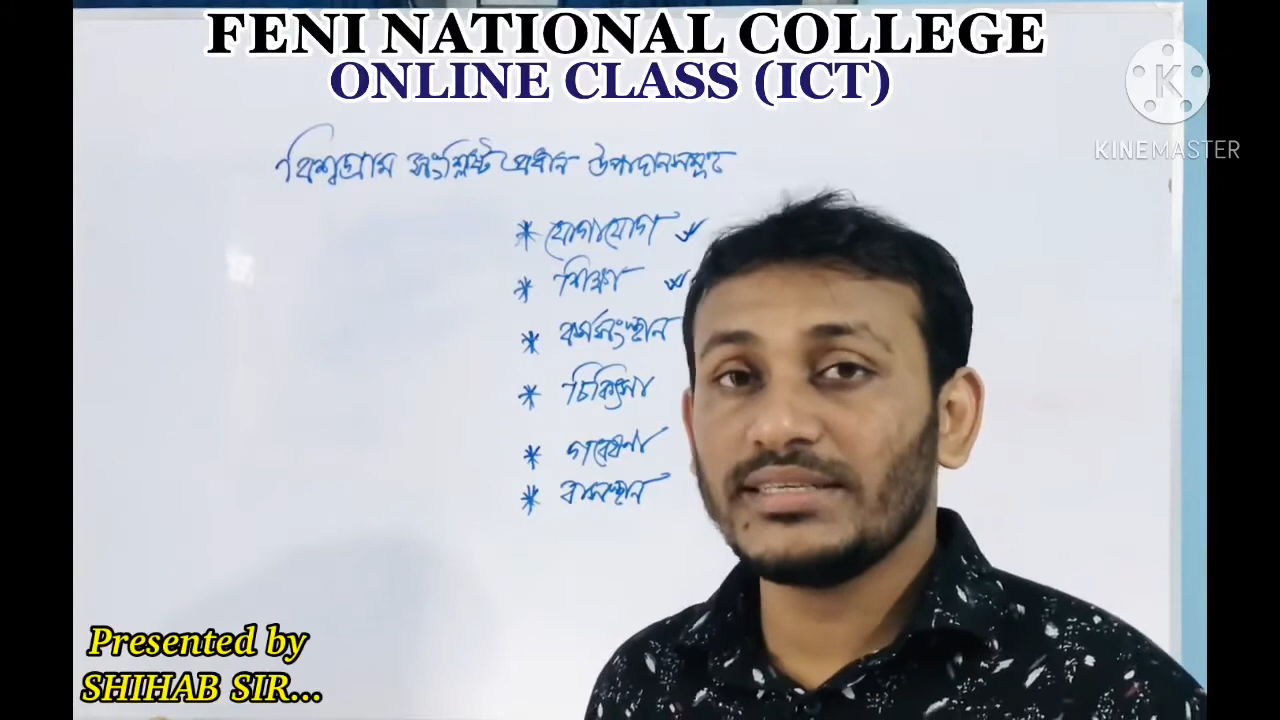 FENI NATIONAL COLLEGE
ONLINE CLASS (ICT)
K
KINEMASTER
বিশ্বগ্রাম সংশ্লিষ্ট প্রধান উপাদানসমূহ
* যোগাযোগ
* শিক্ষা
* কর্মসংস্থান
* চিকিৎসা
* গবেষণা
* বাসস্থান
Presented by
SHIHAB SIR...